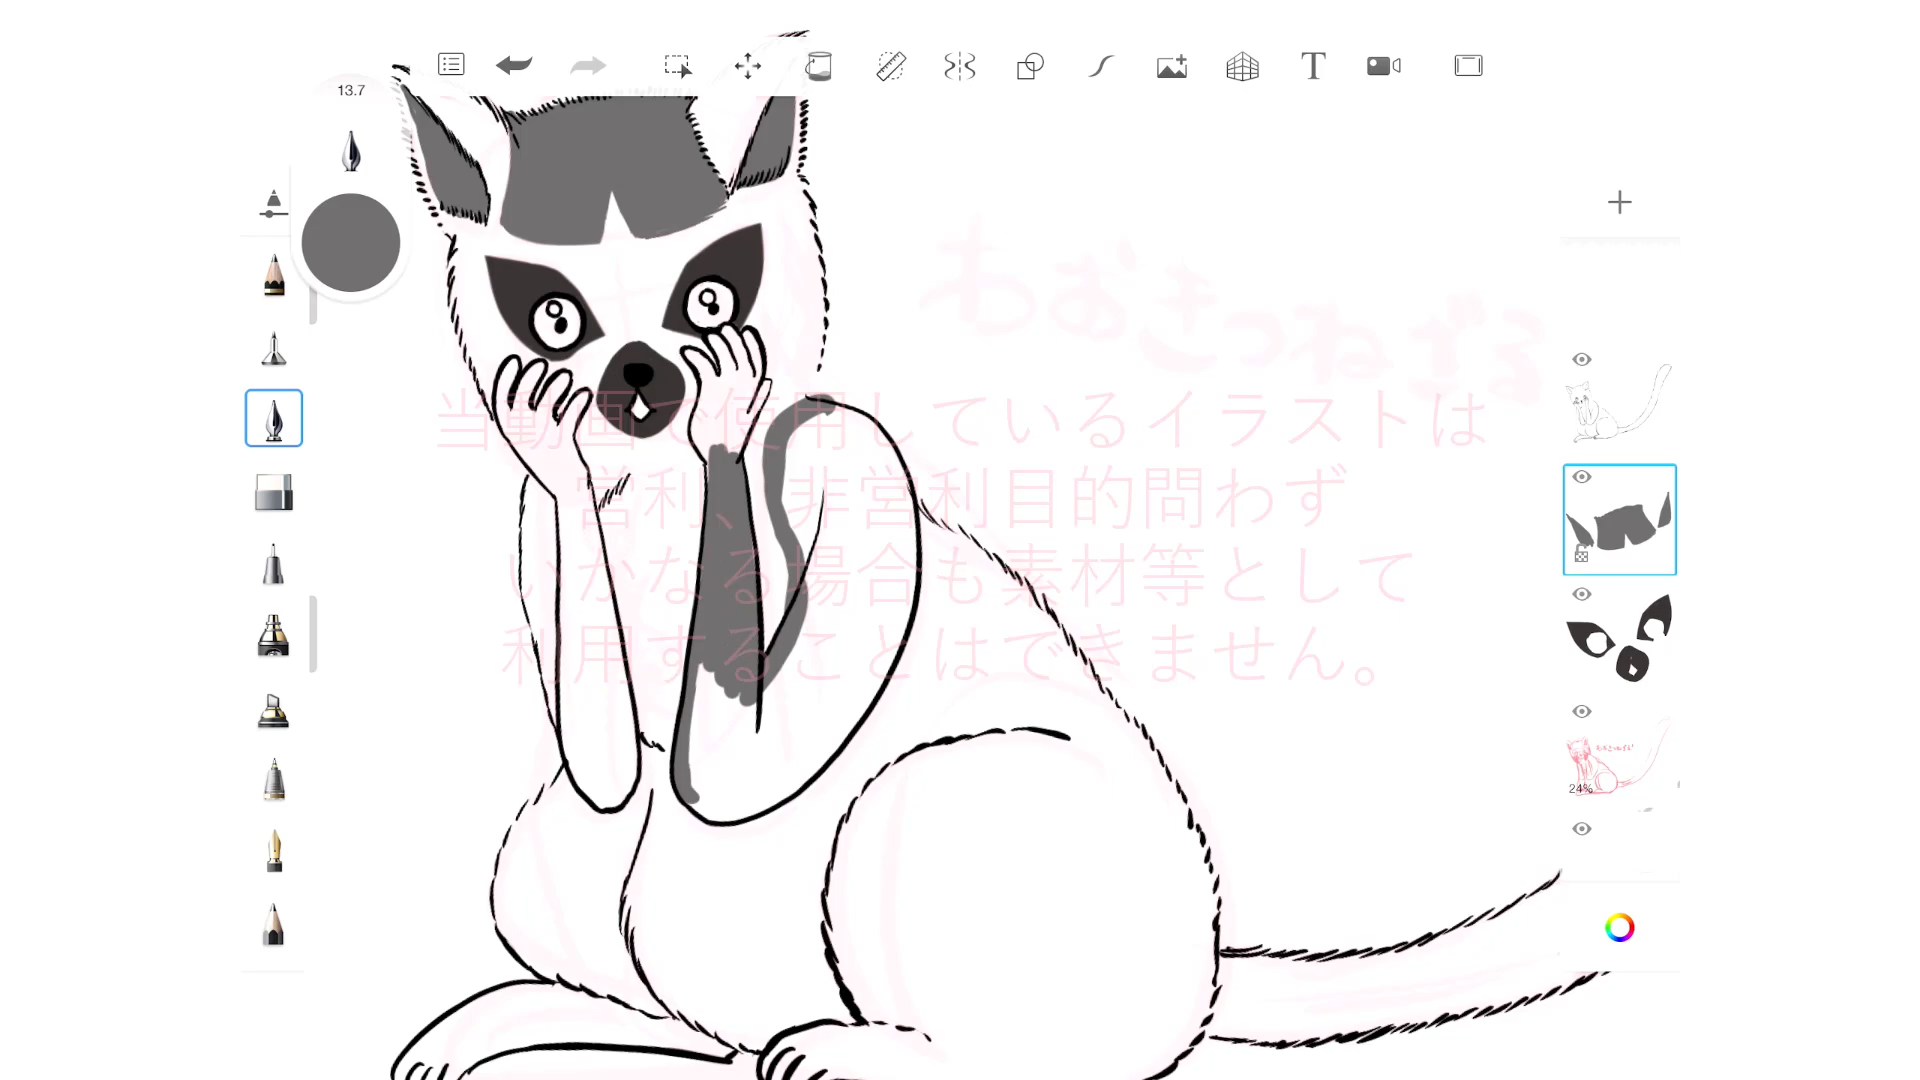 13.7
わおきつねざる
当動画で使用しているイラストは
営利、非営利目的問わず
いかなる場合も素材等として
利用することはできません。
24%